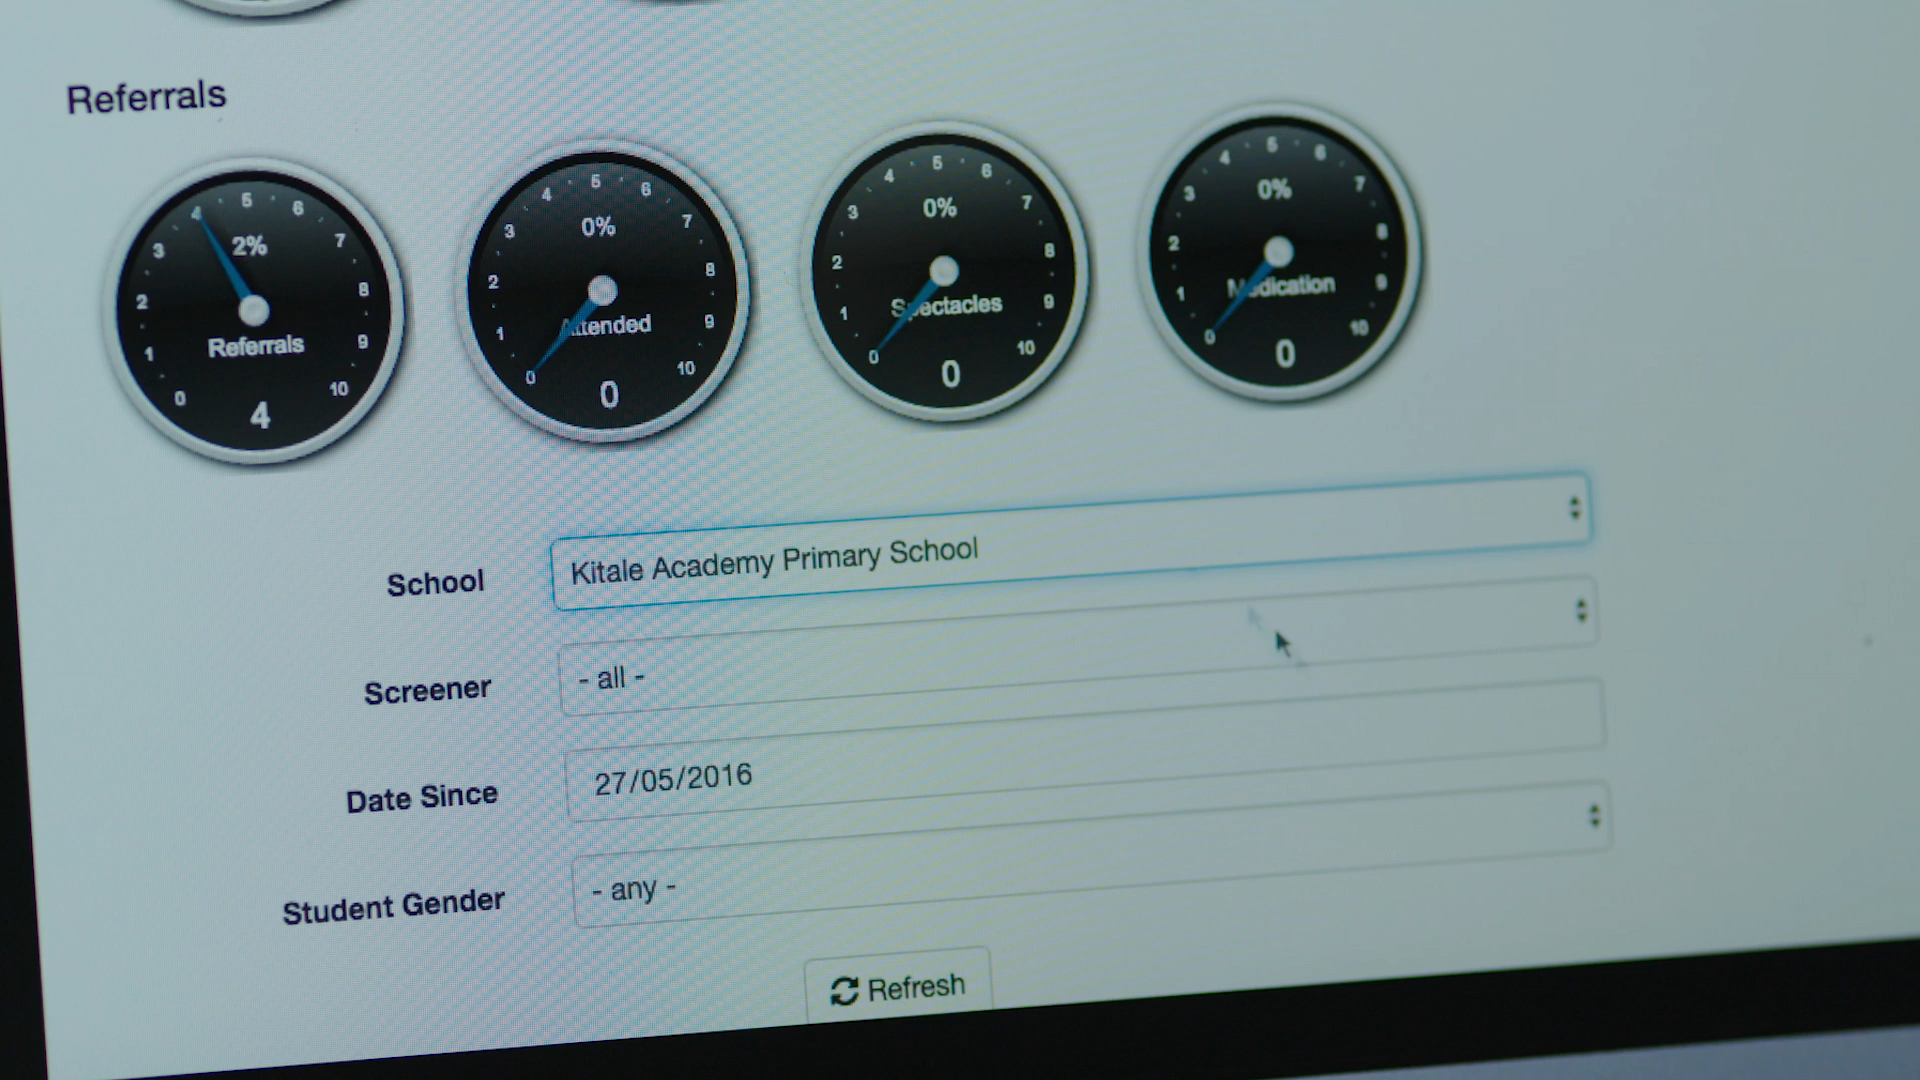 Referrals
0 1 2 3 4 5 6 7 8 9 10
2%
Referrals
4
0 1 2 3 4 5 6 7 8 9 10
0%
Attended
0
0 1 2 3 4 5 6 7 8 9 10
0%
Spectacles
0
0 1 2 3 4 5 6 7 8 9 10
0%
Medication
0
School Kitale Academy Primary School
Screener - all -
Date Since 27/05/2016
Student Gender - any -
Refresh